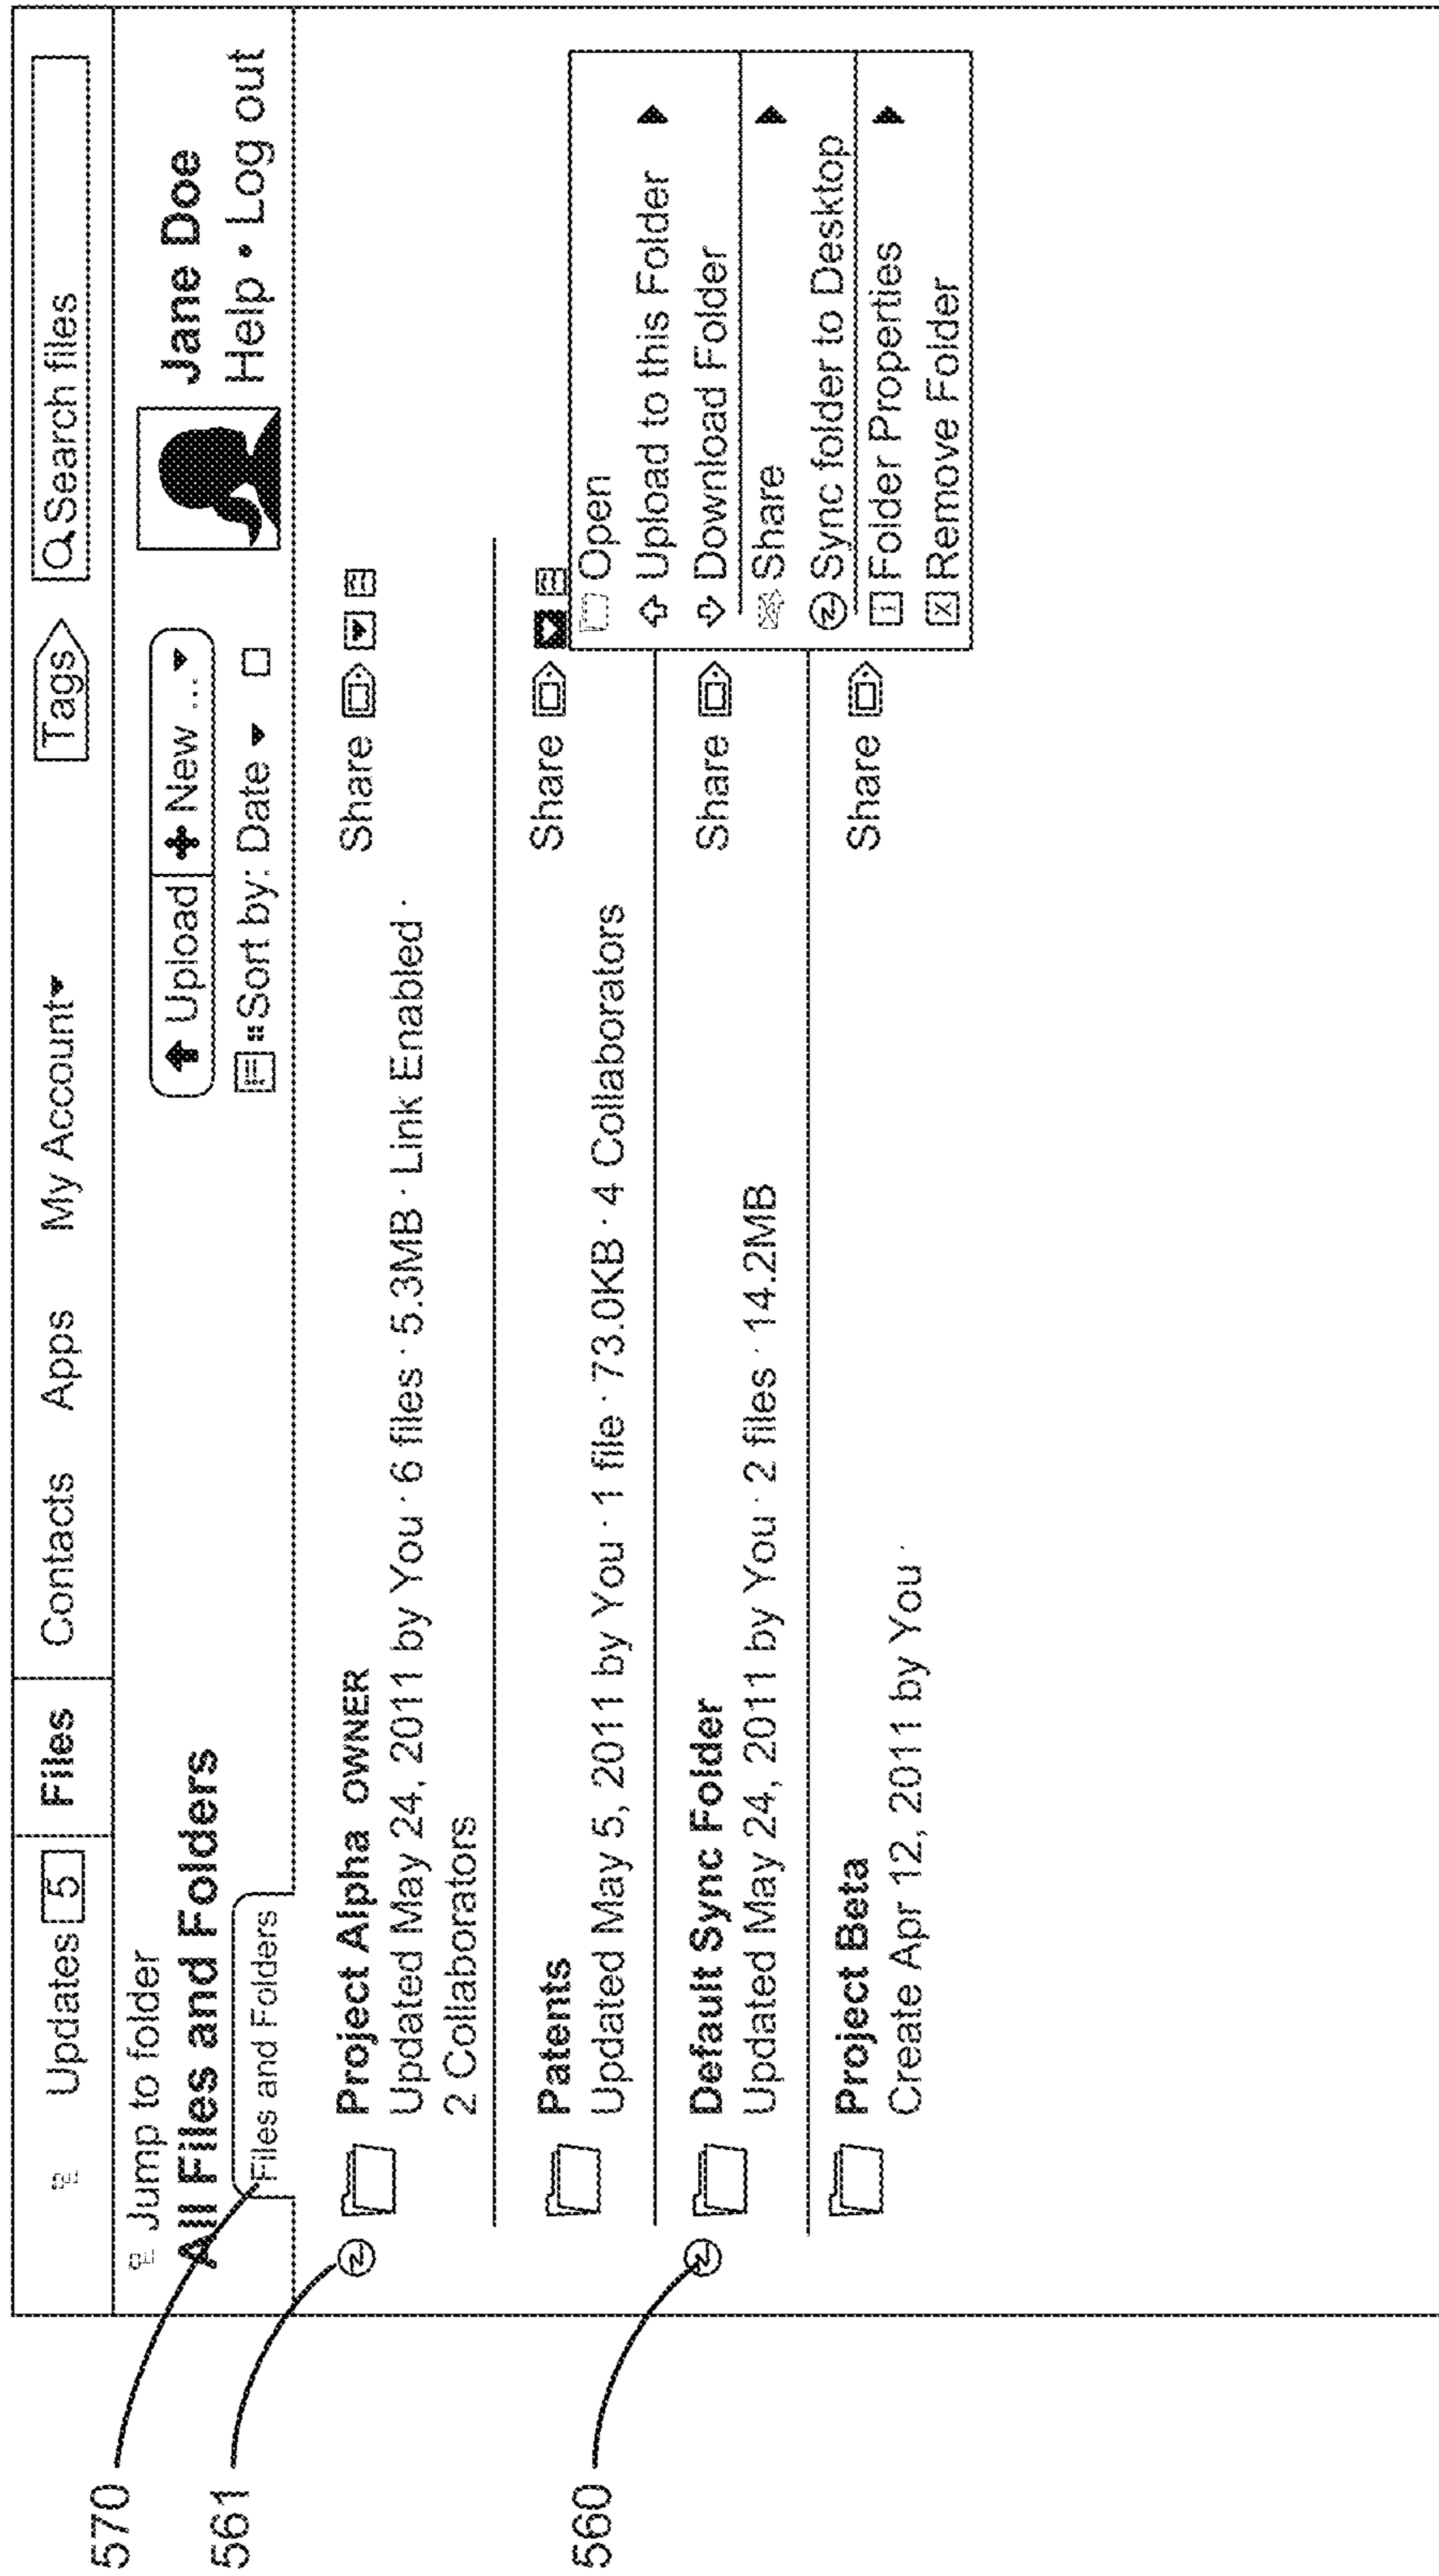 Updates 5 Files Contacts Apps My Account Tags Search files
Jump to folder
All Files and Folders
Upload New ...
Jane Doe
Help • Log out
Files and Folders
Sort by: Date
570
561
560
Project Alpha OWNER
Updated May 24, 2011 by You · 6 files · 5.3MB · Link Enabled ·
2 Collaborators
Share
Patents
Updated May 5, 2011 by You · 1 file · 73.0KB · 4 Collaborators
Share
Default Sync Folder
Updated May 24, 2011 by You · 2 files · 14.2MB
Share
Project Beta
Create Apr 12, 2011 by You ·
Share
Open
Upload to this Folder
Download Folder
Share
Sync folder to Desktop
Folder Properties
Remove Folder